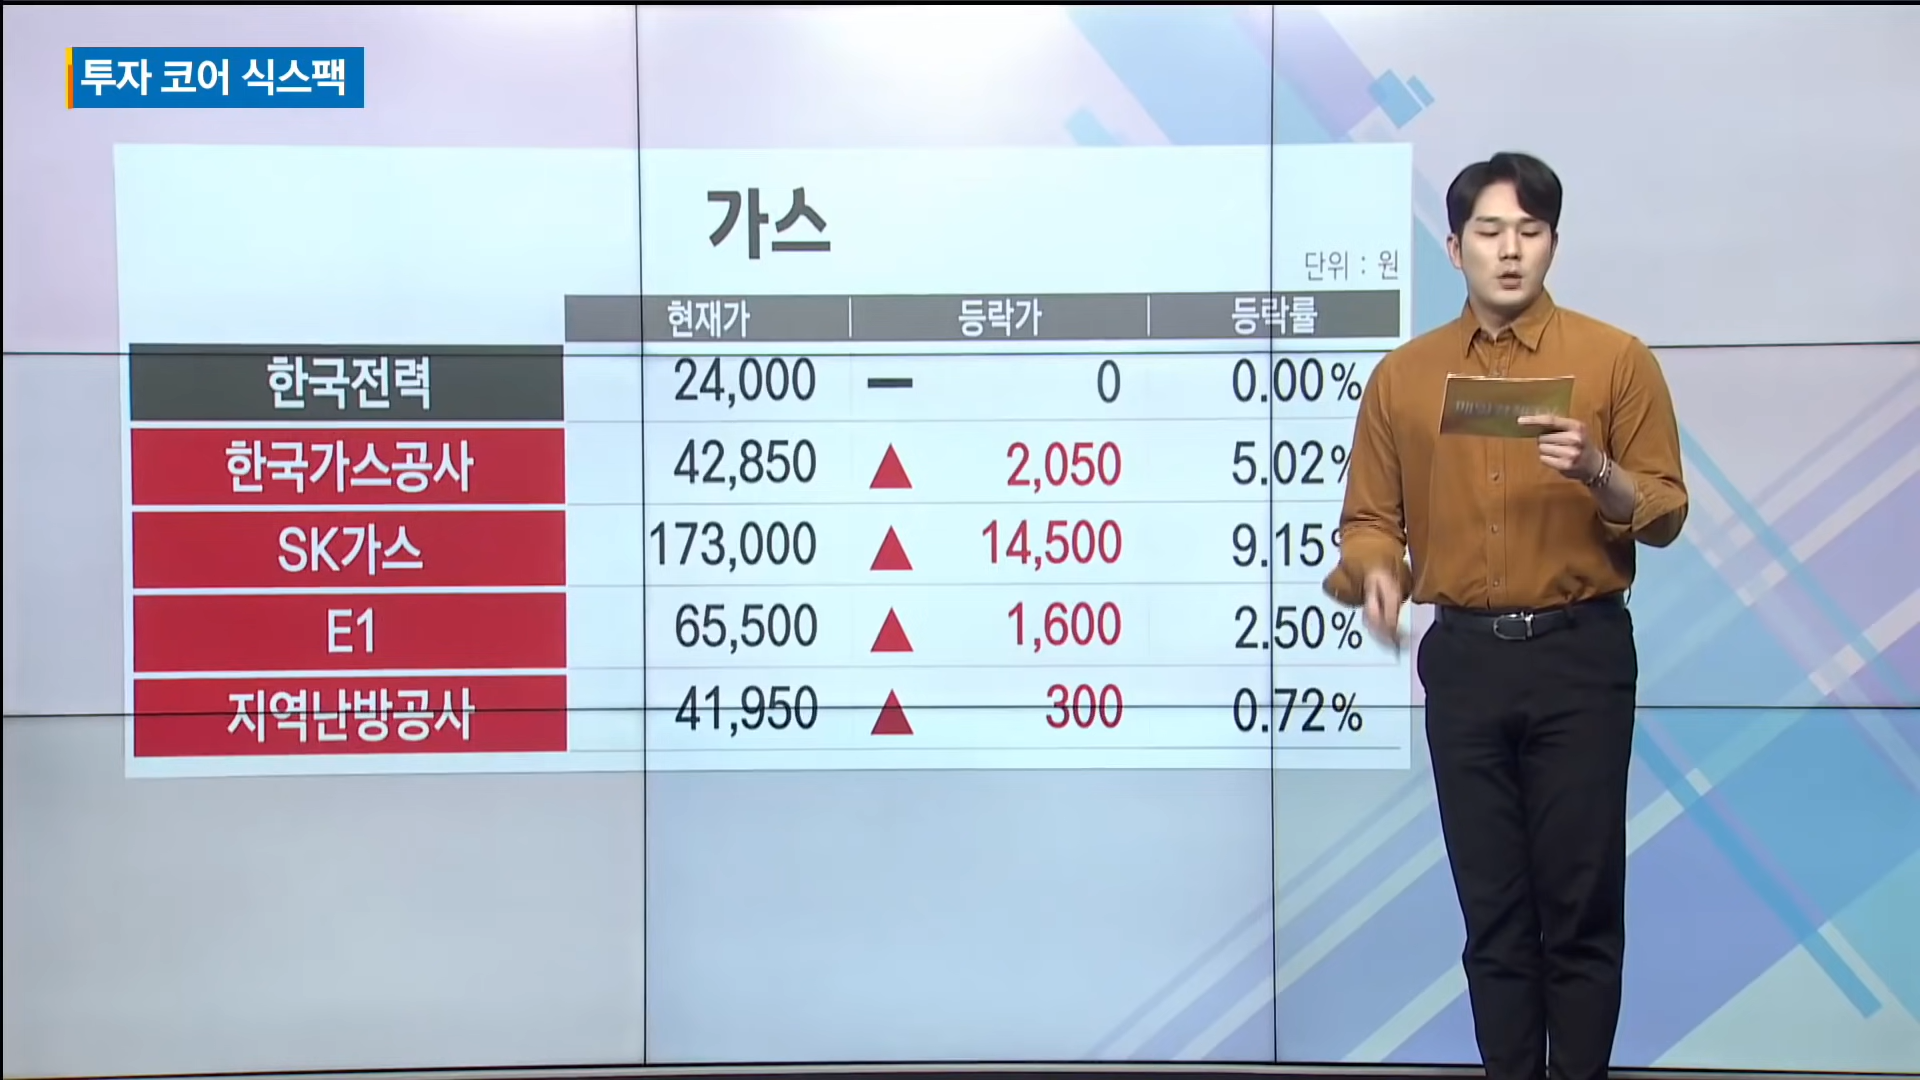 투자 코어 식스팩
가스
단위 : 원
현재가 등락가 등락률
한국전력 24,000 0 0.00%
한국가스공사 42,850 ▲ 2,050 5.02%
SK가스 173,000 ▲ 14,500 9.15%
E1 65,500 ▲ 1,600 2.50%
지역난방공사 41,950 ▲ 300 0.72%